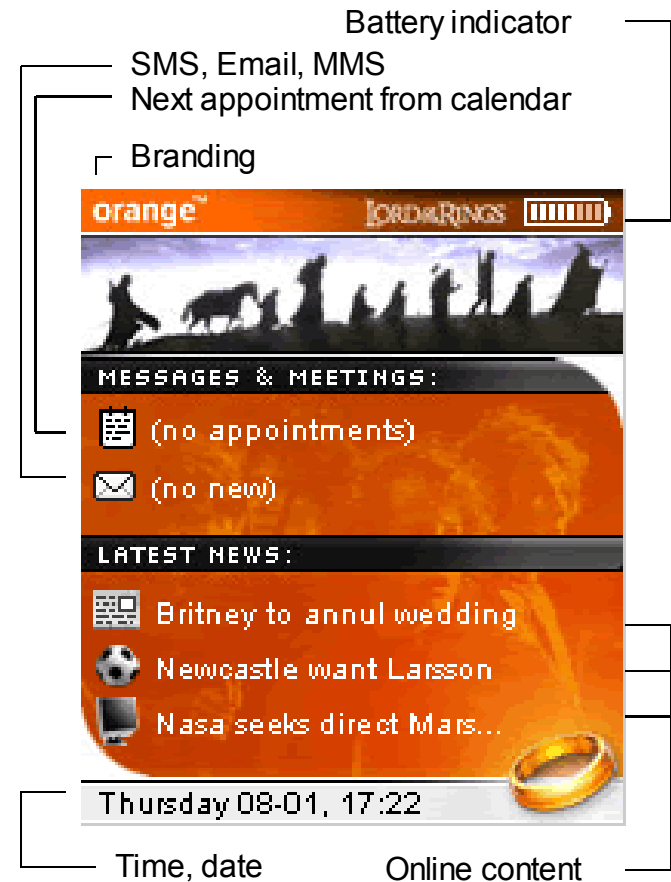 Battery indicator
SMS, Email, MMS
Next appointment from calendar
Branding
orange™ LORD OF THE RINGS
MESSAGES & MEETINGS:
(no appointments)
(no new)
LATEST NEWS:
Britney to annul wedding
Newcastle want Larsson
Nasa seeks direct Mars...
Thursday 08-01, 17:22
Time, date
Online content